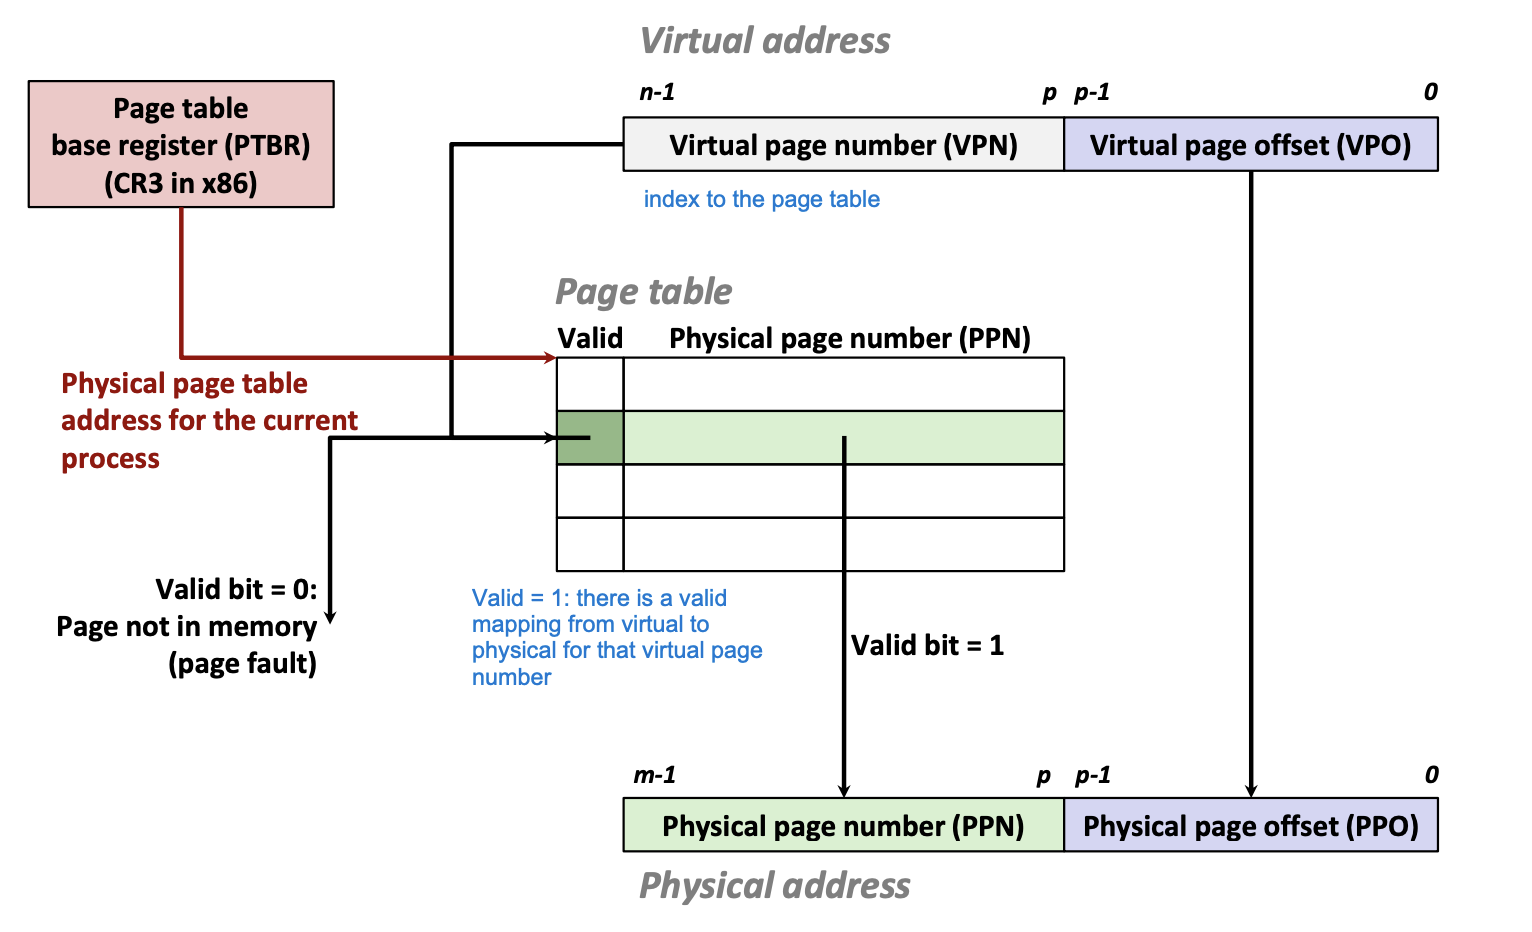 Virtual address
n-1 p p-1 0
Page table
base register (PTBR)
(CR3 in x86)
Virtual page number (VPN) Virtual page offset (VPO)
index to the page table
Page table
Valid Physical page number (PPN)
Physical page table
address for the current
process
Valid bit = 0:
Page not in memory
(page fault)
Valid = 1: there is a valid
mapping from virtual to
physical for that virtual page
number
Valid bit = 1
m-1 p p-1 0
Physical page number (PPN) Physical page offset (PPO)
Physical address